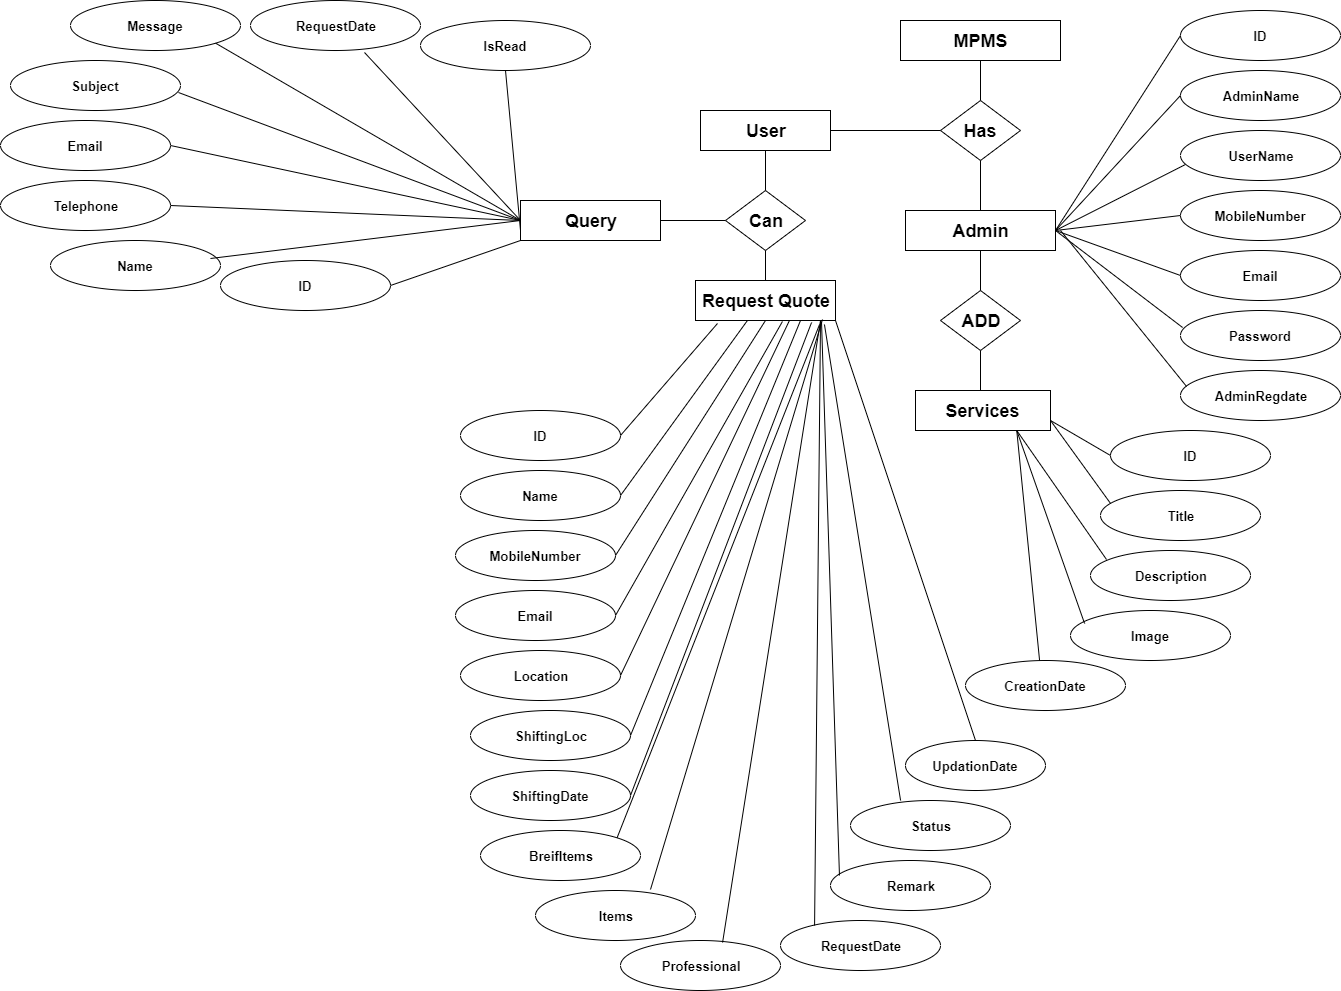 Message
RequestDate
IsRead
MPMS
ID
Subject
AdminName
User
Has
Email
UserName
Telephone
Query
Can
Admin
MobileNumber
Name
ID
Request Quote
ADD
Email
Password
Services
AdminRegdate
ID
ID
Name
Title
MobileNumber
Description
Email
Image
Location
CreationDate
ShiftingLoc
UpdationDate
ShiftingDate
Status
BreifItems
Remark
Items
RequestDate
Professional